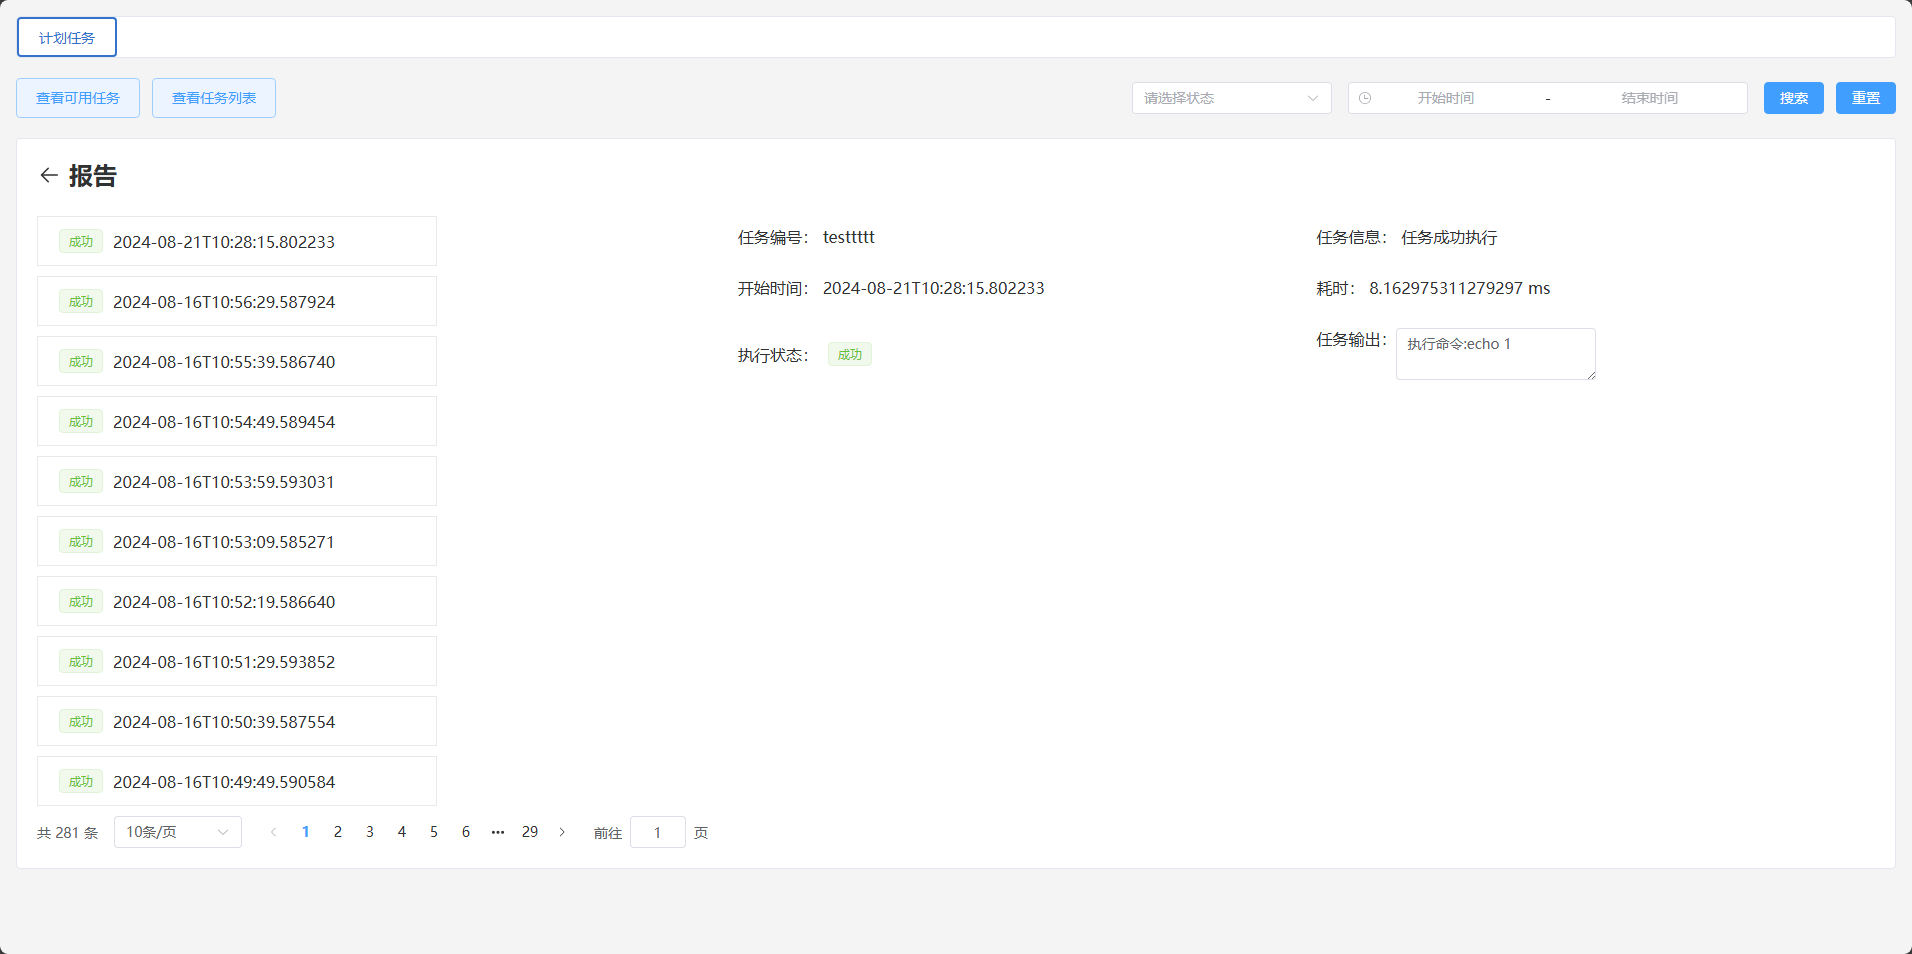 计划任务
查看可用任务 查看任务列表 请选择状态 开始时间 - 结束时间 搜索 重置
报告
成功 2024-08-21T10:28:15.802233
成功 2024-08-16T10:56:29.587924
成功 2024-08-16T10:55:39.586740
成功 2024-08-16T10:54:49.589454
成功 2024-08-16T10:53:59.593031
成功 2024-08-16T10:53:09.585271
成功 2024-08-16T10:52:19.586640
成功 2024-08-16T10:51:29.593852
成功 2024-08-16T10:50:39.587554
成功 2024-08-16T10:49:49.590584
共 281 条 10条/页 1 2 3 4 5 6 ••• 29 前往 1 页
任务编号： testtttt
任务信息： 任务成功执行
开始时间： 2024-08-21T10:28:15.802233
耗时： 8.162975311279297 ms
执行状态： 成功
任务输出： 执行命令:echo 1